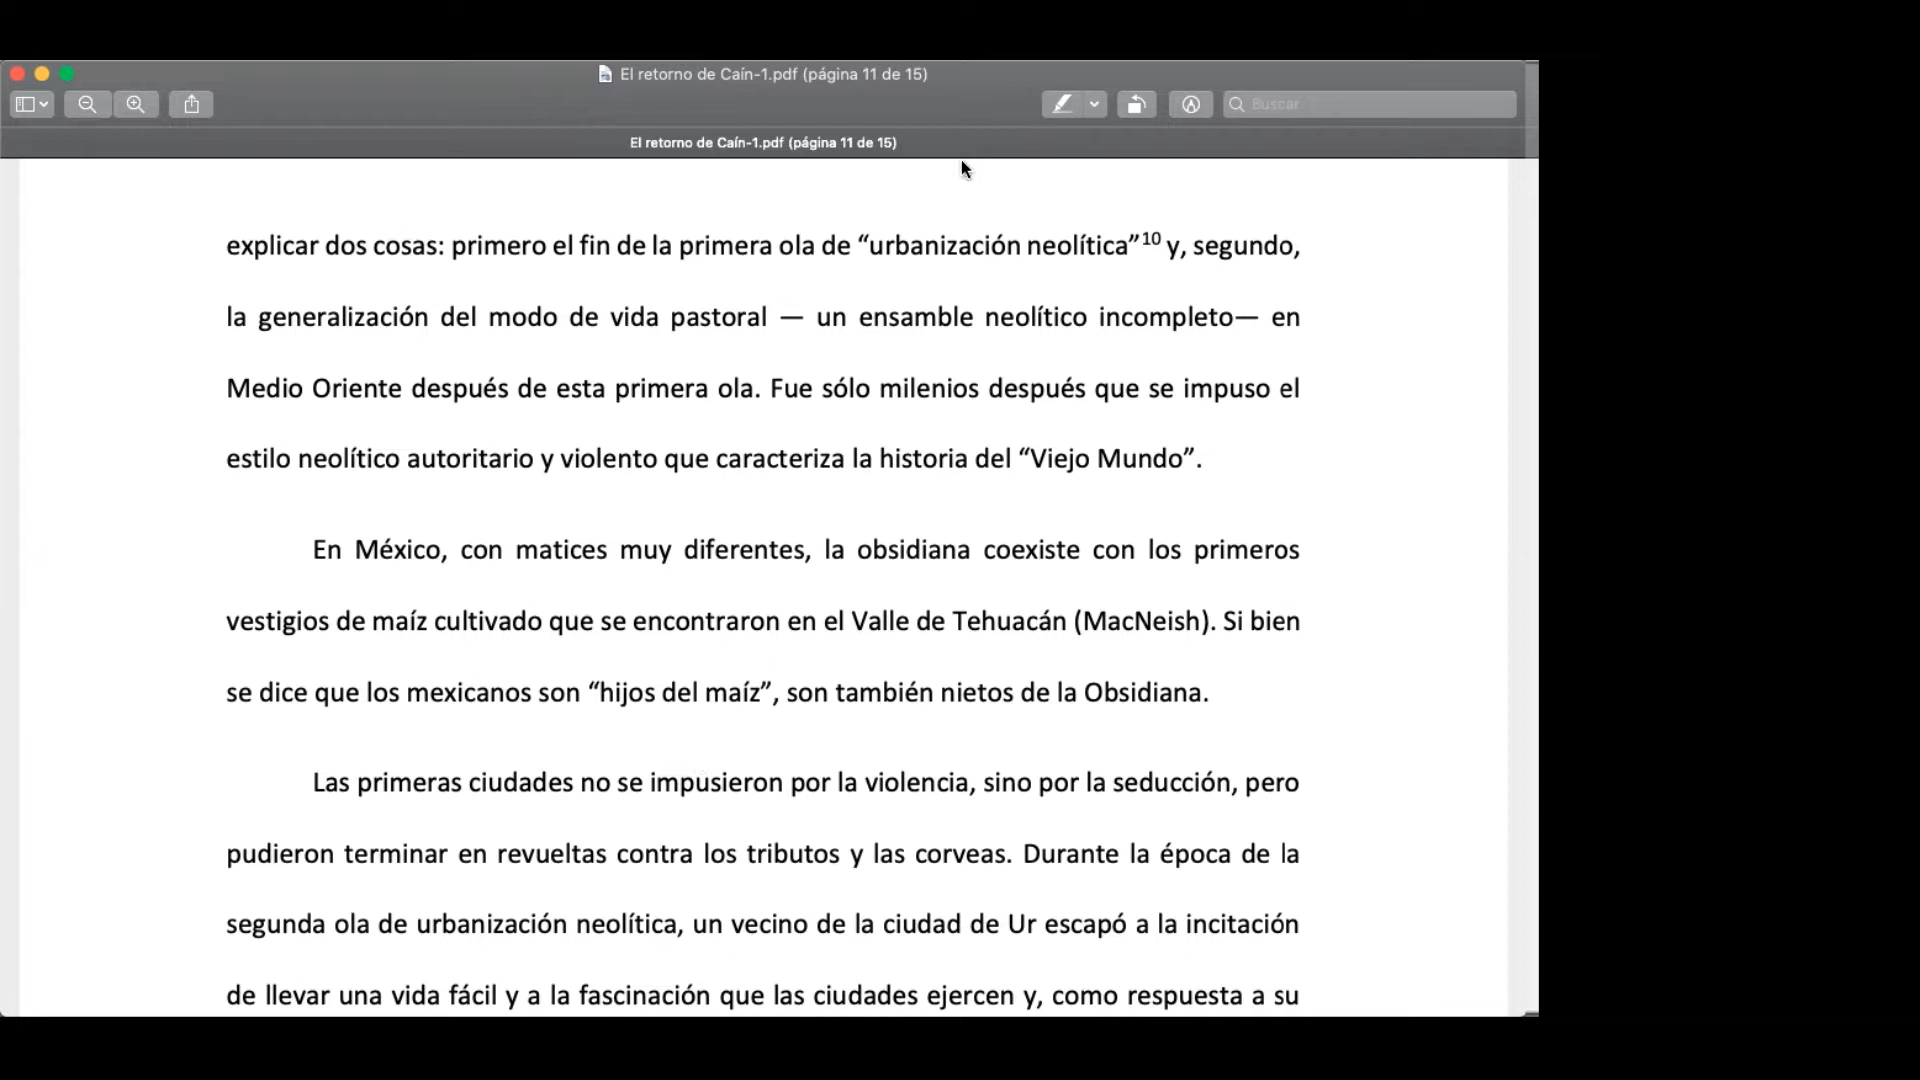 El retorno de Caín-1.pdf (página 11 de 15)
Buscar
El retorno de Caín-1.pdf (página 11 de 15)
explicar dos cosas: primero el fin de la primera ola de “urbanización neolítica”10 y, segundo,
la generalización del modo de vida pastoral — un ensamble neolítico incompleto— en
Medio Oriente después de esta primera ola. Fue sólo milenios después que se impuso el
estilo neolítico autoritario y violento que caracteriza la historia del “Viejo Mundo”.
En México, con matices muy diferentes, la obsidiana coexiste con los primeros
vestigios de maíz cultivado que se encontraron en el Valle de Tehuacán (MacNeish). Si bien
se dice que los mexicanos son “hijos del maíz”, son también nietos de la Obsidiana.
Las primeras ciudades no se impusieron por la violencia, sino por la seducción, pero
pudieron terminar en revueltas contra los tributos y las corveas. Durante la época de la
segunda ola de urbanización neolítica, un vecino de la ciudad de Ur escapó a la incitación
de llevar una vida fácil y a la fascinación que las ciudades ejercen y, como respuesta a su